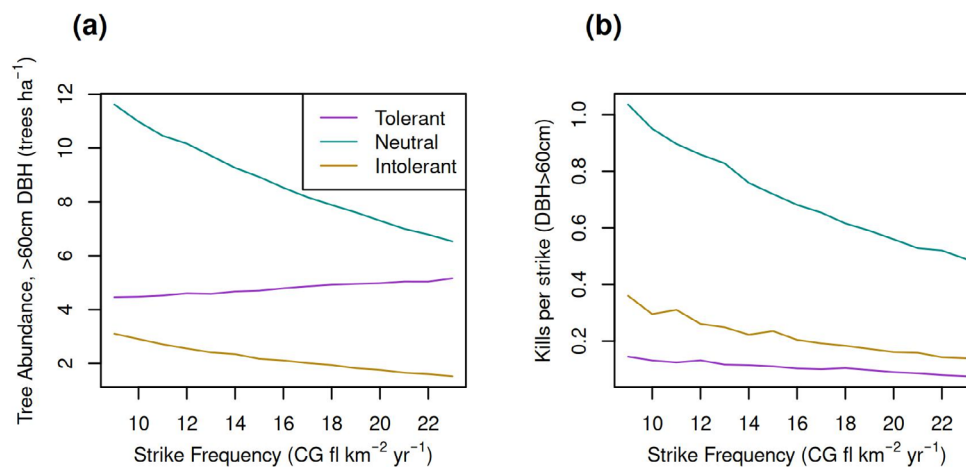 (a)
Tree Abundance, >60cm DBH (trees ha⁻¹)
12
10
8
6
4
2
Tolerant
Neutral
Intolerant
10 12 14 16 18 20 22
Strike Frequency (CG fl km⁻² yr⁻¹)
(b)
Kills per strike (DBH>60cm)
1.0
0.8
0.6
0.4
0.2
10 12 14 16 18 20 22
Strike Frequency (CG fl km⁻² yr⁻¹)